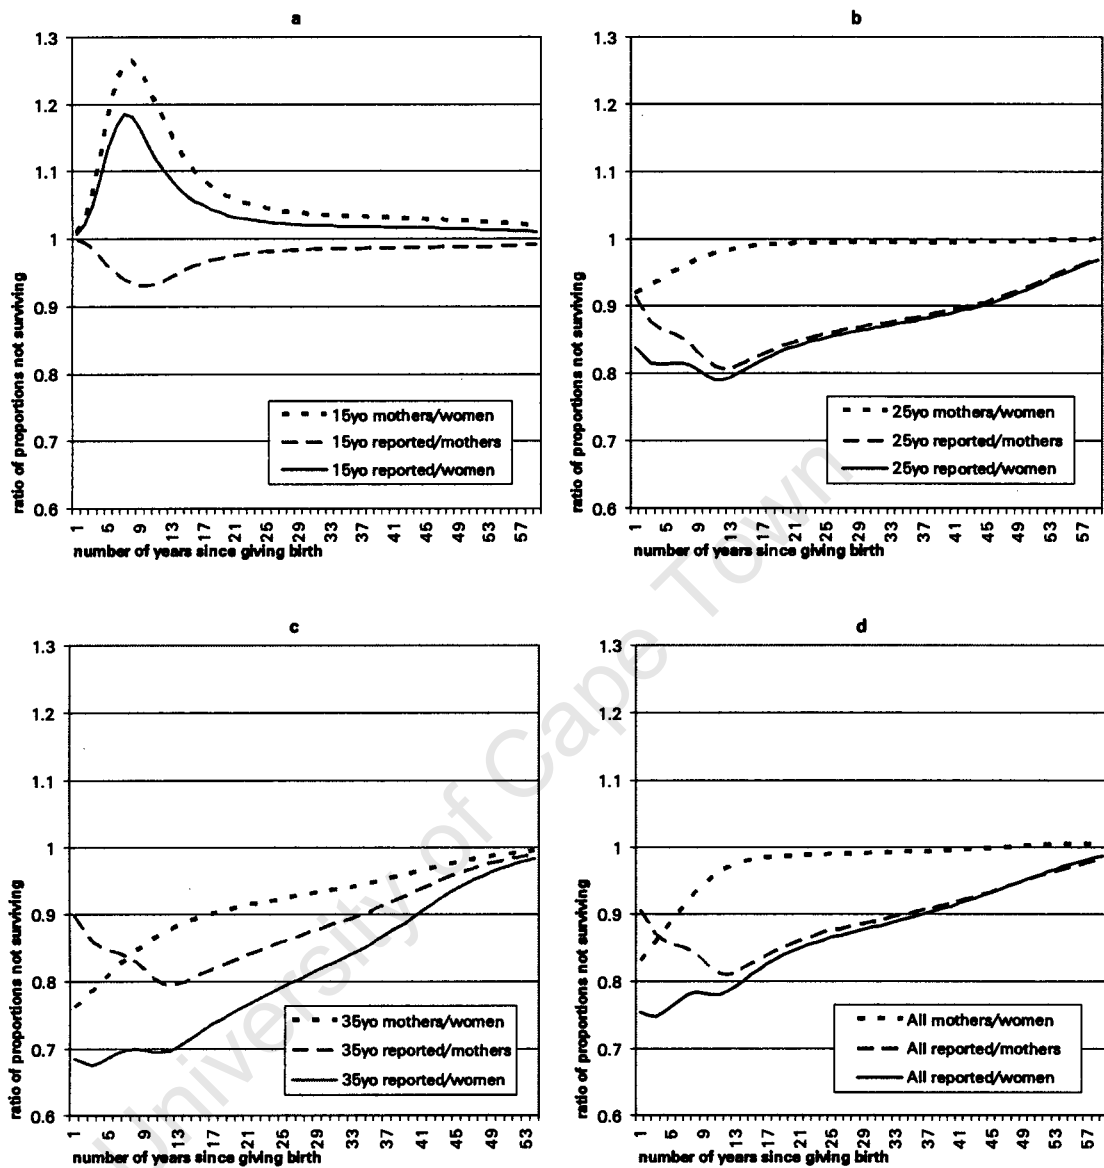 a
1.3
1.2
1.1
1
0.9
0.8
0.7
0.6
ratio of proportions not surviving
15yo mothers/women
15yo reported/mothers
15yo reported/women
1 5 9 13 17 21 25 29 33 37 41 45 49 53 57
number of years since giving birth
b
1.3
1.2
1.1
1
0.9
0.8
0.7
0.6
ratio of proportions not surviving
25yo mothers/women
25yo reported/mothers
25yo reported/women
1 5 9 13 17 21 25 29 33 37 41 45 49 53 57
number of years since giving birth
c
1.3
1.2
1.1
1
0.9
0.8
0.7
0.6
ratio of proportions not surviving
35yo mothers/women
35yo reported/mothers
35yo reported/women
1 5 9 13 17 21 25 29 33 37 41 45 49 53
number of years since giving birth
d
1.3
1.2
1.1
1
0.9
0.8
0.7
0.6
ratio of proportions not surviving
All mothers/women
All reported/mothers
All reported/women
1 5 9 13 17 21 25 29 33 37 41 45 49 53 57
number of years since giving birth
University of Cape Town